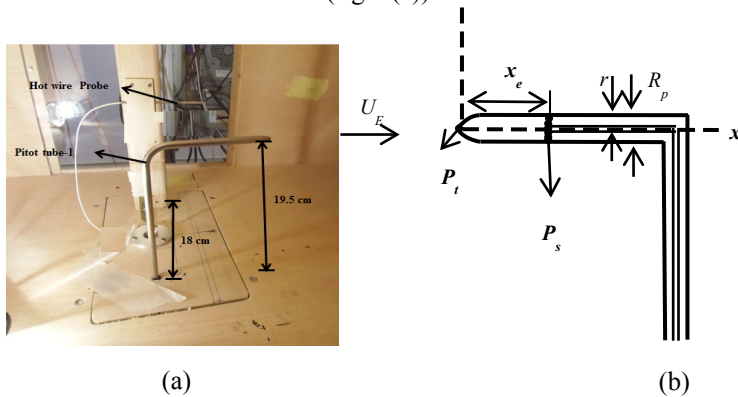 Hot wire Probe
Pitot tube-1
19.5 cm
18 cm
U_E
x_e
r
R_p
x
P_t
P_s
(a)
(b)